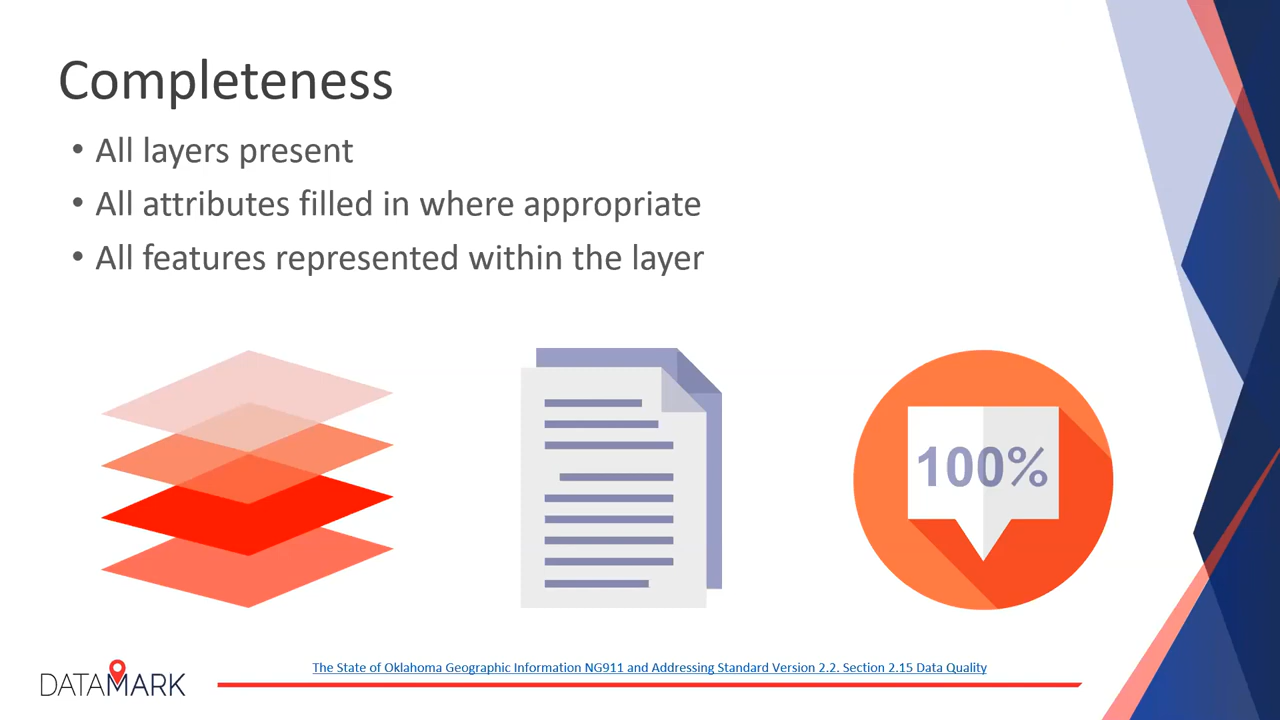 Completeness
• All layers present
• All attributes filled in where appropriate
• All features represented within the layer
100%
The State of Oklahoma Geographic Information NG911 and Addressing Standard Version 2.2. Section 2.15 Data Quality
DATAMARK